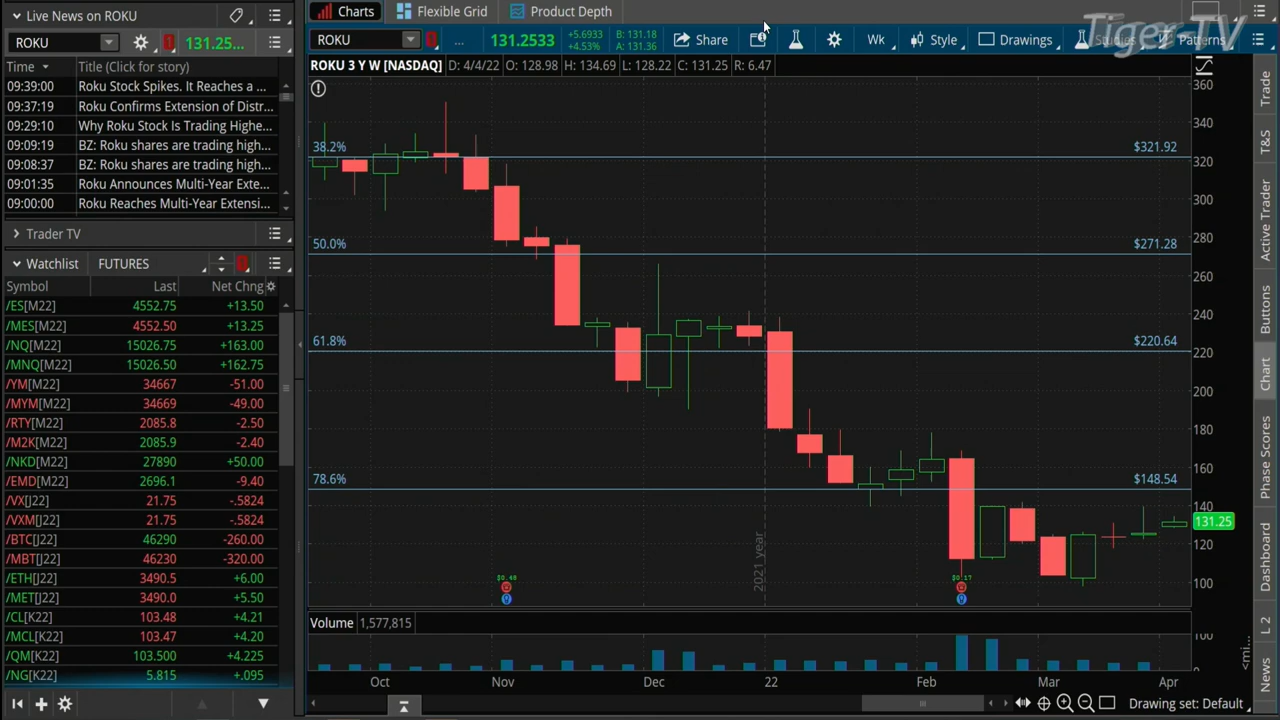 Live News on ROKU
ROKU
131.25...
Time Title (Click for story)
09:39:00 Roku Stock Spikes. It Reaches a ...
09:37:19 Roku Confirms Extension of Distr...
09:29:10 Why Roku Stock Is Trading Highe...
09:09:19 BZ: Roku shares are trading high...
09:08:37 BZ: Roku shares are trading high...
09:01:35 Roku Announces Multi-Year Exte...
09:00:00 Roku Reaches Multi-Year Extensi...
Trader TV
Watchlist FUTURES
Symbol Last Net Chng
/ES[M22] 4552.75 +13.50
/MES[M22] 4552.50 +13.25
/NQ[M22] 15026.75 +163.00
/MNQ[M22] 15026.50 +162.75
/YM[M22] 34667 -51.00
/MYM[M22] 34669 -49.00
/RTY[M22] 2085.8 -2.50
/M2K[M22] 2085.9 -2.40
/NKD[M22] 27890 +50.00
/EMD[M22] 2696.1 -9.40
/VX[J22] 21.75 -.5824
/VXM[J22] 21.75 -.5824
/BTC[J22] 46290 -260.00
/MBT[J22] 46230 -320.00
/ETH[J22] 3490.5 +6.00
/MET[J22] 3490.0 +5.50
/CL[K22] 103.48 +4.21
/MCL[K22] 103.47 +4.20
/QM[K22] 103.500 +4.225
/NG[K22] 5.815 +.095
Charts Flexible Grid Product Depth
Tiger TV
ROKU ... 131.2533
+5.6933
+4.53%
B: 131.18
A: 131.36
Share Wk Style Drawings Studies Patterns
ROKU 3 Y W [NASDAQ] D: 4/4/22 O: 128.98 H: 134.69 L: 128.22 C: 131.25 R: 6.47
360
340
38.2% $321.92
320
300
280
50.0% $271.28
260
240
61.8% $220.64
220
200
180
160
78.6% $148.54
140
131.25
120
100
2021 year
$0.48
$0.17
Volume 1,577,815
100
0
<mi...
Oct Nov Dec 22 Feb Mar Apr
Drawing set: Default
Trade
T&S
Active Trader
Buttons
Chart
Phase Scores
Dashboard
L 2
News